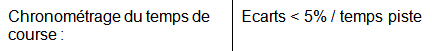 Chronométrage du temps de
course :
Ecarts < 5% / temps piste